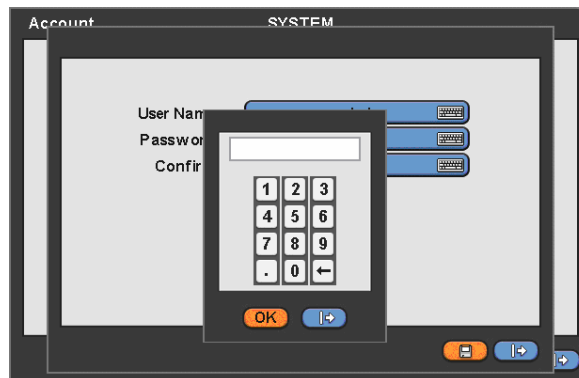 Account SYSTEM
User Nam
Passwor
Confir
1 2 3
4 5 6
7 8 9
. 0 ←
OK